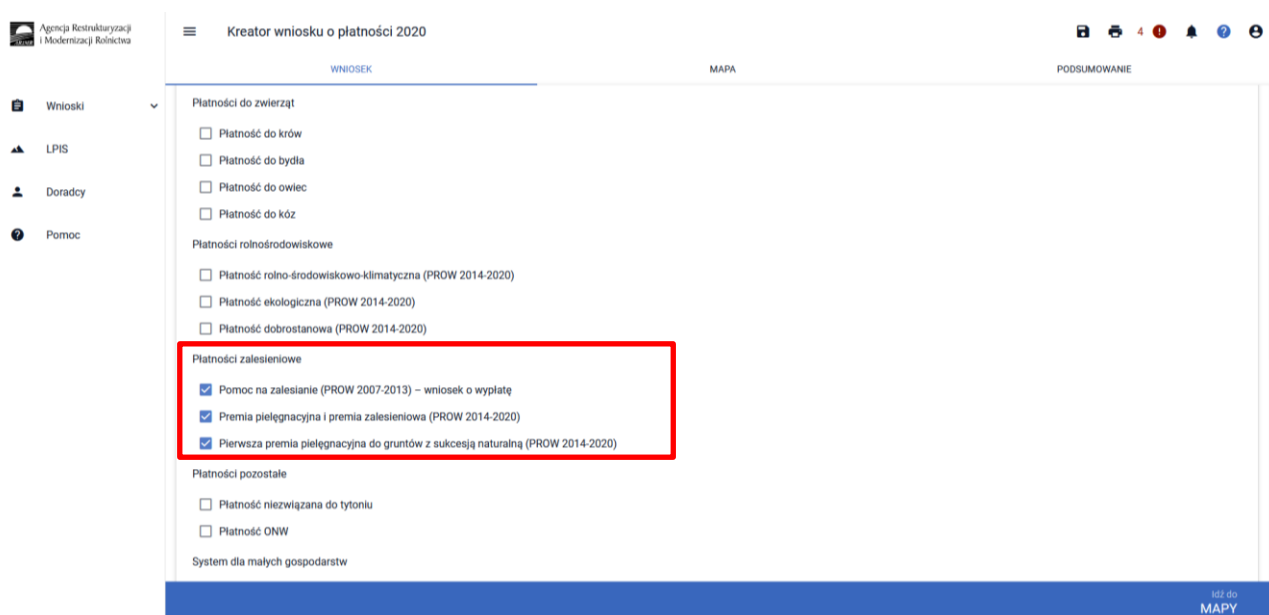 Agencja Restrukturyzacji
i Modernizacji Rolnictwa
Kreator wniosku o płatności 2020
4
WNIOSEK
MAPA
PODSUMOWANIE
Wnioski
LPIS
Doradcy
Pomoc
Płatności do zwierząt
Płatność do krów
Płatność do bydła
Płatność do owiec
Płatność do kóz
Płatności rolnośrodowiskowe
Płatność rolno-środowiskowo-klimatyczna (PROW 2014-2020)
Płatność ekologiczna (PROW 2014-2020)
Płatność dobrostanowa (PROW 2014-2020)
Płatności zalesieniowe
Pomoc na zalesianie (PROW 2007-2013) – wniosek o wypłatę
Premia pielęgnacyjna i premia zalesieniowa (PROW 2014-2020)
Pierwsza premia pielęgnacyjna do gruntów z sukcesją naturalną (PROW 2014-2020)
Płatności pozostałe
Płatność niezwiązana do tytoniu
Płatność ONW
System dla małych gospodarstw
Idź do
MAPY